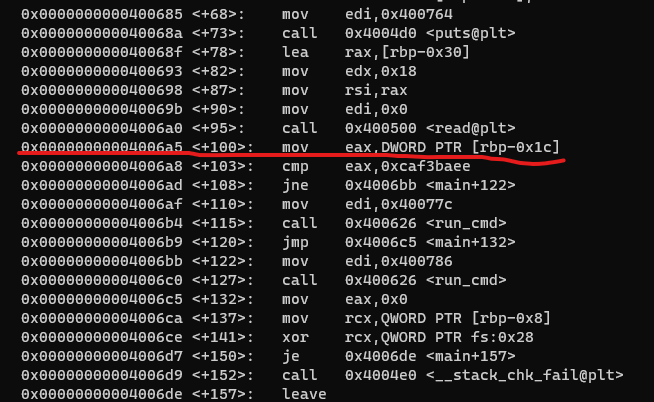 0x0000000000400685 <+68>: mov edi,0x400764
0x000000000040068a <+73>: call 0x4004d0 <puts@plt>
0x000000000040068f <+78>: lea rax,[rbp-0x30]
0x0000000000400693 <+82>: mov edx,0x18
0x0000000000400698 <+87>: mov rsi,rax
0x000000000040069b <+90>: mov edi,0x0
0x00000000004006a0 <+95>: call 0x400500 <read@plt>
0x00000000004006a5 <+100>: mov eax,DWORD PTR [rbp-0x1c]
0x00000000004006a8 <+103>: cmp eax,0xcaf3baee
0x00000000004006ad <+108>: jne 0x4006bb <main+122>
0x00000000004006af <+110>: mov edi,0x40077c
0x00000000004006b4 <+115>: call 0x400626 <run_cmd>
0x00000000004006b9 <+120>: jmp 0x4006c5 <main+132>
0x00000000004006bb <+122>: mov edi,0x400786
0x00000000004006c0 <+127>: call 0x400626 <run_cmd>
0x00000000004006c5 <+132>: mov eax,0x0
0x00000000004006ca <+137>: mov rcx,QWORD PTR [rbp-0x8]
0x00000000004006ce <+141>: xor rcx,QWORD PTR fs:0x28
0x00000000004006d7 <+150>: je 0x4006de <main+157>
0x00000000004006d9 <+152>: call 0x4004e0 <__stack_chk_fail@plt>
0x00000000004006de <+157>: leave